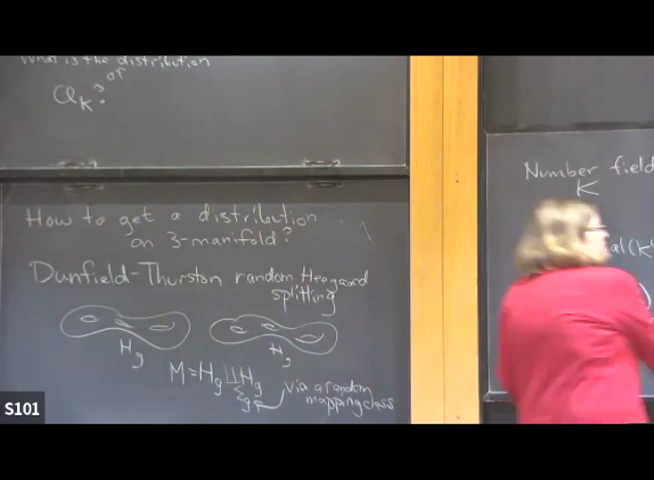 What is the distribution
of
Cl_K?
How to get a distribution
on 3-manifold?
Dunfield-Thurston random Heegaard
splitting
H_g
H_g
M = H_g ∐ H_g
Σ_g
via a random
mapping class
Number field
K
S101